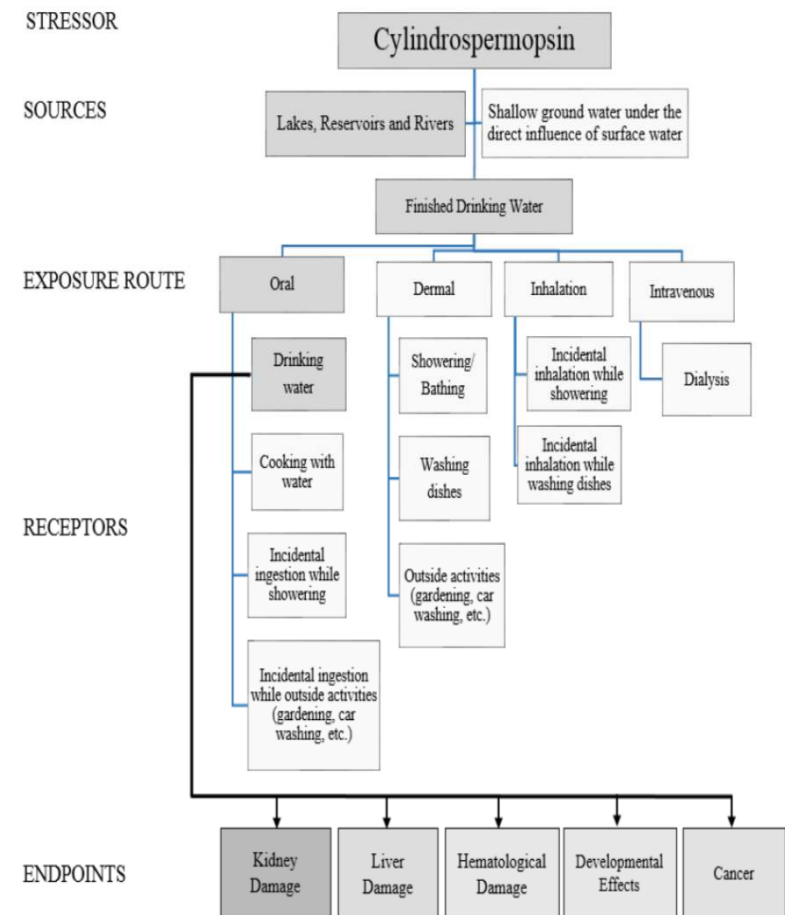 STRESSOR
Cylindrospermopsin
SOURCES
Lakes, Reservoirs and Rivers
Shallow ground water under the
direct influence of surface water
Finished Drinking Water
EXPOSURE ROUTE
Oral
Dermal
Inhalation
Intravenous
Drinking
water
Showering/
Bathing
Incidental
inhalation while
showering
Dialysis
Cooking with
water
Washing
dishes
Incidental
inhalation while
washing dishes
RECEPTORS
Incidental
ingestion while
showering
Outside activities
(gardening, car
washing, etc.)
Incidental ingestion
while outside activities
(gardening, car
washing, etc.)
ENDPOINTS
Kidney
Damage
Liver
Damage
Hematological
Damage
Developmental
Effects
Cancer